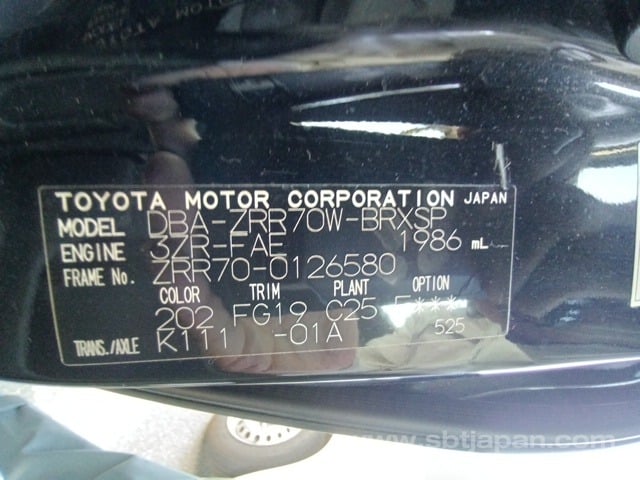 TOYOTA MOTOR CORPORATION JAPAN
MODEL DBA-ZRR70W-BRXSP
ENGINE 3ZR-FAE 1986 mL
FRAME No. ZRR70-0126580
COLOR TRIM PLANT OPTION
202 FG19 C25 F***
TRANS./AXLE K111 -01A 525
www.sbtjapan.com